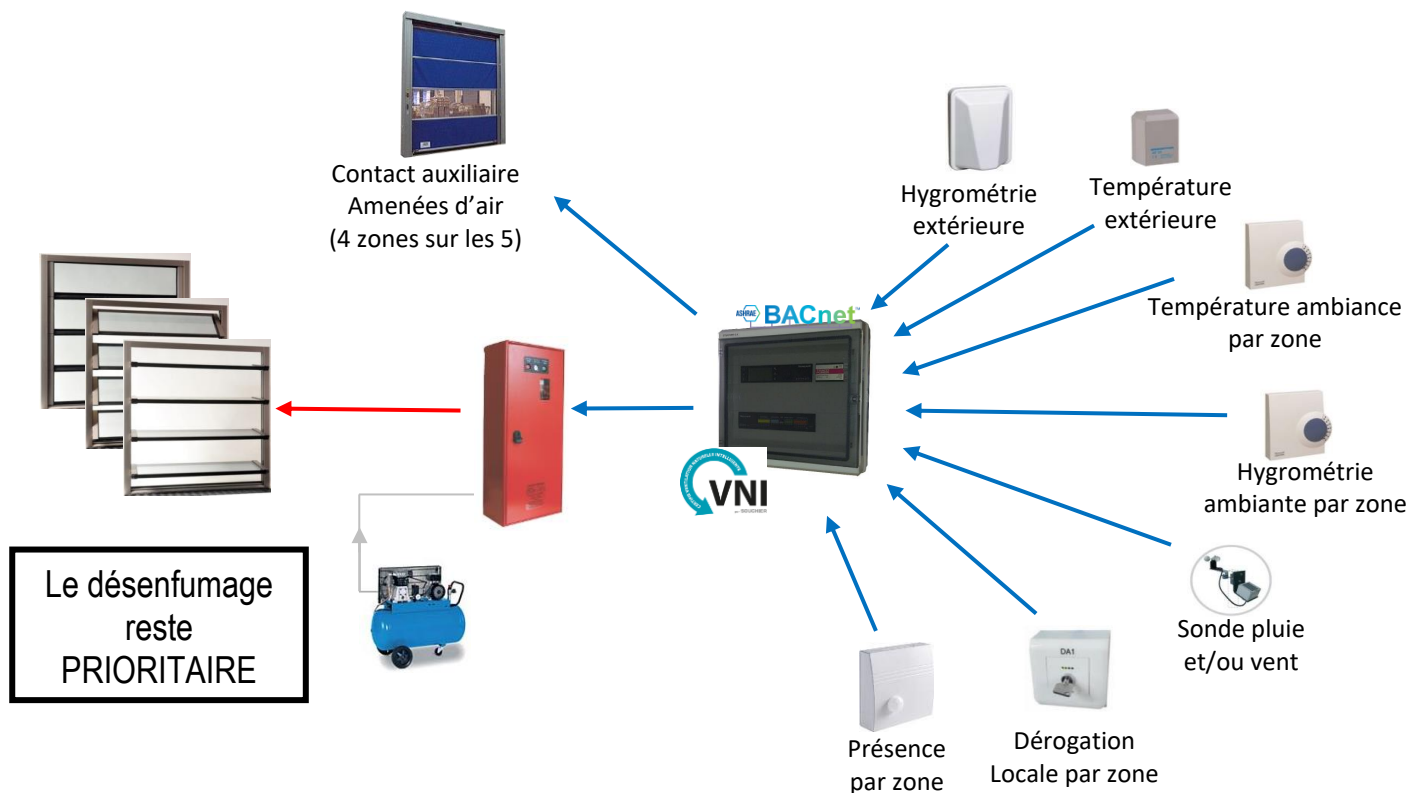 Contact auxiliaire
Amenées d’air
(4 zones sur les 5)
Hygrométrie
extérieure
Température
extérieure
Température ambiance
par zone
ASHRAE BACnet™
Hygrométrie
ambiante par zone
VNI
Le désenfumage
reste
PRIORITAIRE
Sonde pluie
et/ou vent
DA1
Présence
par zone
Dérogation
Locale par zone